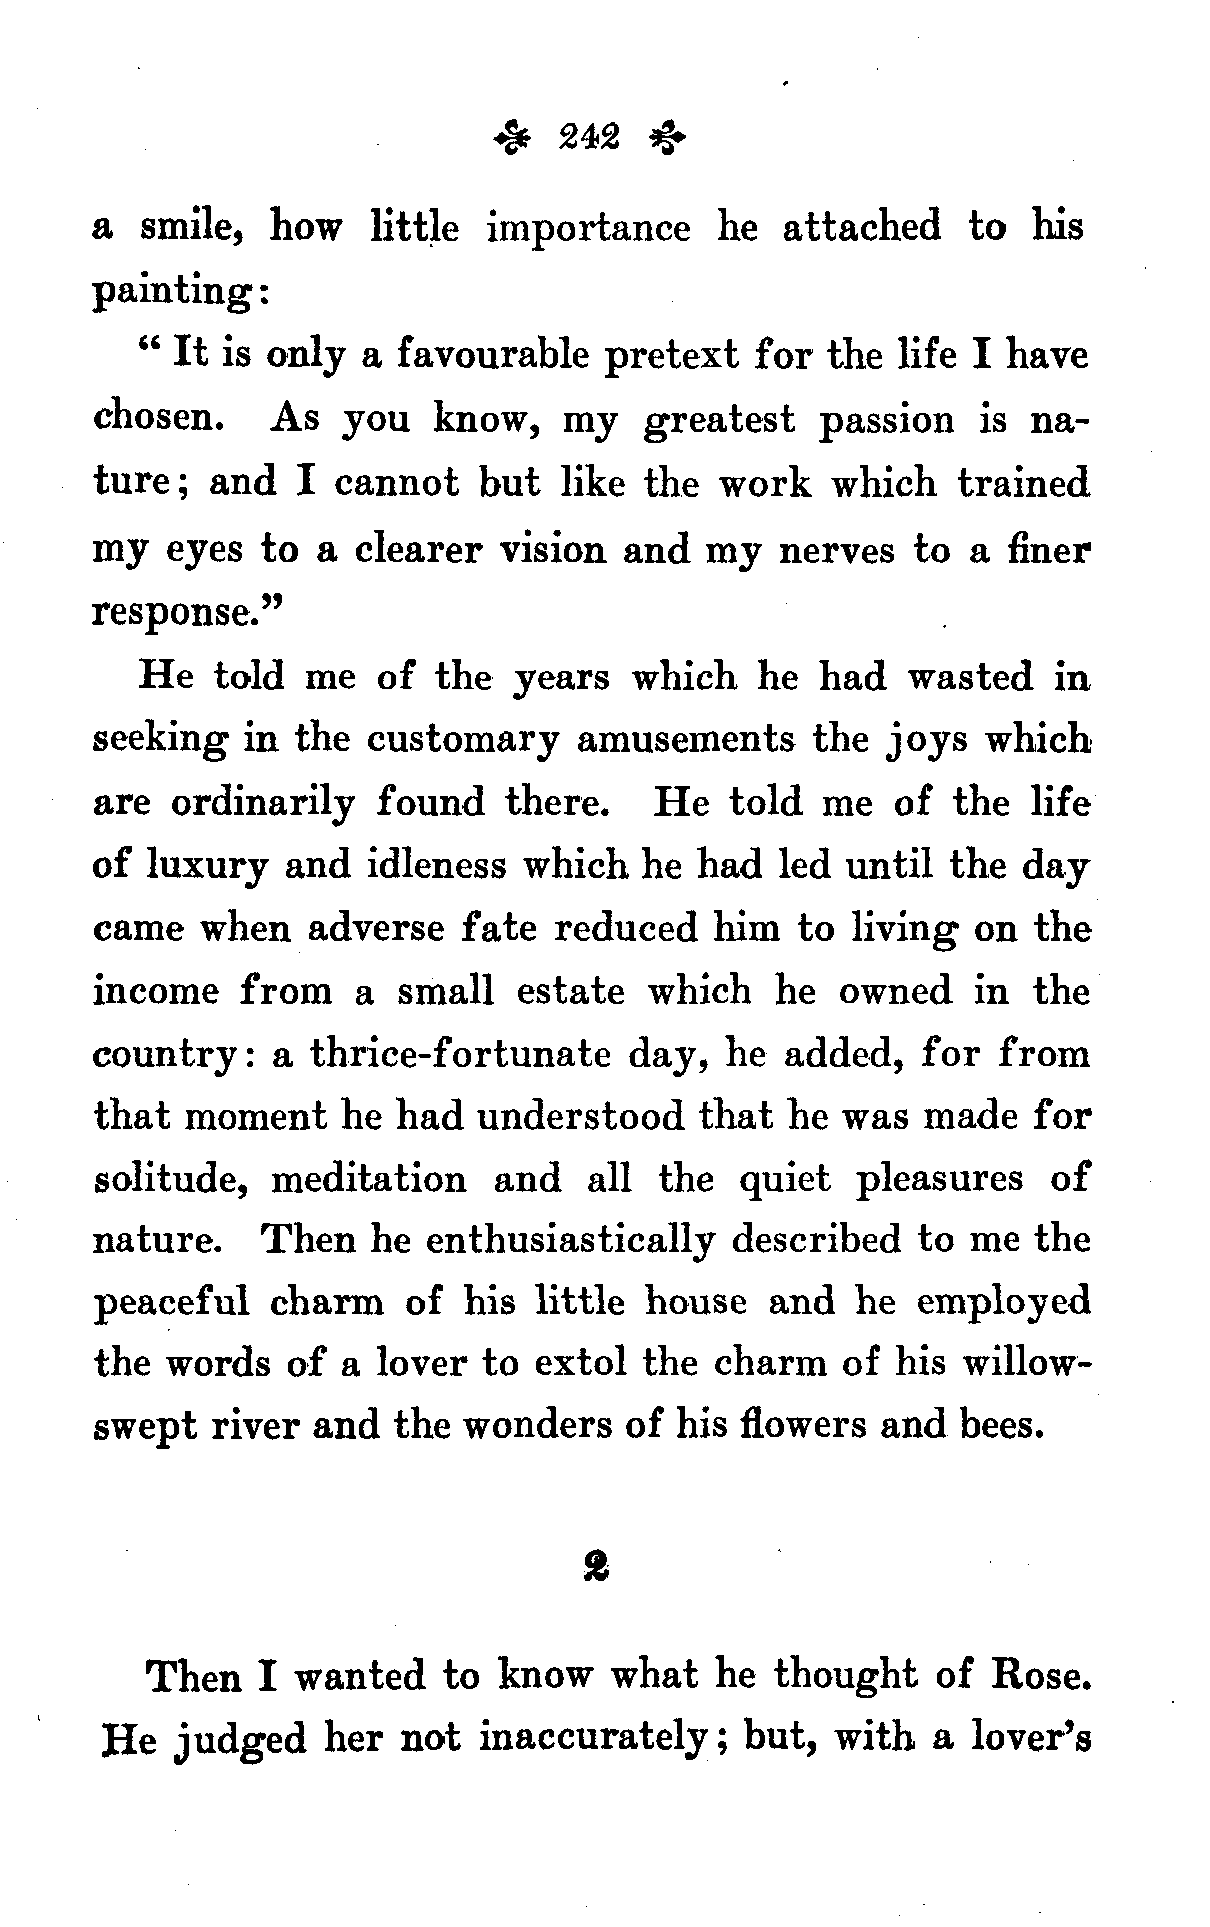 242
a smile, how little importance he attached to his
painting:
“ It is only a favourable pretext for the life I have
chosen. As you know, my greatest passion is na-
ture; and I cannot but like the work which trained
my eyes to a clearer vision and my nerves to a finer
response.”
He told me of the years which he had wasted in
seeking in the customary amusements the joys which
are ordinarily found there. He told me of the life
of luxury and idleness which he had led until the day
came when adverse fate reduced him to living on the
income from a small estate which he owned in the
country: a thrice-fortunate day, he added, for from
that moment he had understood that he was made for
solitude, meditation and all the quiet pleasures of
nature. Then he enthusiastically described to me the
peaceful charm of his little house and he employed
the words of a lover to extol the charm of his willow-
swept river and the wonders of his flowers and bees.
2
Then I wanted to know what he thought of Rose.
He judged her not inaccurately; but, with a lover’s